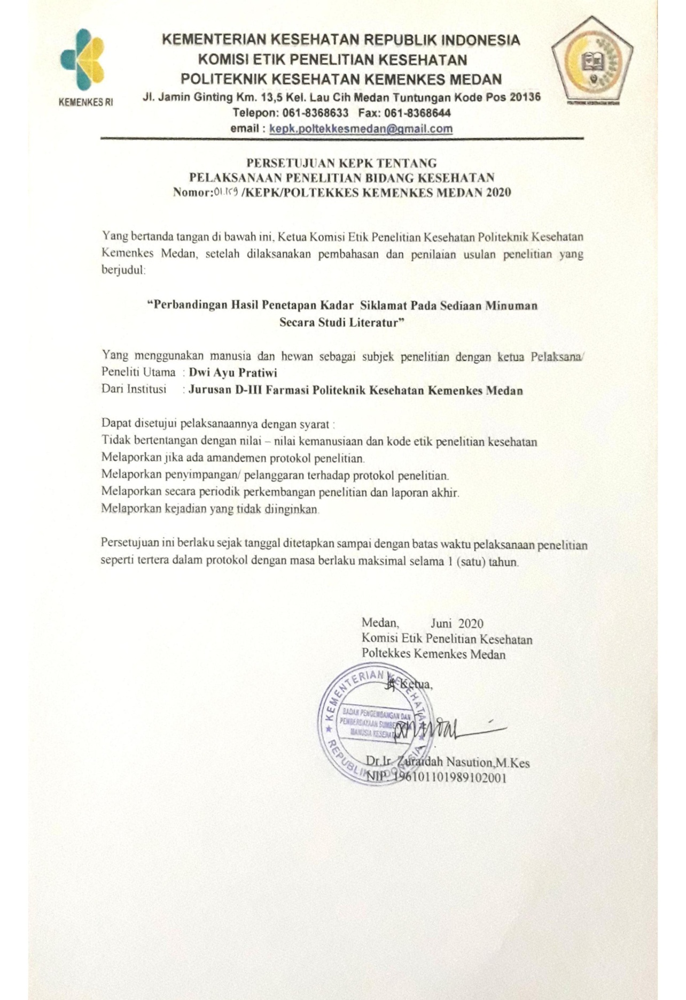 KEMENTERIAN KESEHATAN REPUBLIK INDONESIA
KOMISI ETIK PENELITIAN KESEHATAN
POLITEKNIK KESEHATAN KEMENKES MEDAN
KEMENKES RI
Jl. Jamin Ginting Km. 13,5 Kel. Lau Cih Medan Tuntungan Kode Pos 20136
POLITEKNIK KESEHATAN MEDAN
Telepon: 061-8368633 Fax: 061-8368644
email : kepk.poltekkesmedan@gmail.com
PERSETUJUAN KEPK TENTANG
PELAKSANAAN PENELITIAN BIDANG KESEHATAN
Nomor: /KEPK/POLTEKKES KEMENKES MEDAN 2020
Yang bertanda tangan di bawah ini, Ketua Komisi Etik Penelitian Kesehatan Politeknik Kesehatan
Kemenkes Medan, setelah dilaksanakan pembahasan dan penilaian usulan penelitian yang
berjudul:
“Perbandingan Hasil Penetapan Kadar Siklamat Pada Sediaan Minuman
Secara Studi Literatur”
Yang menggunakan manusia dan hewan sebagai subjek penelitian dengan ketua Pelaksana/
Peneliti Utama : Dwi Ayu Pratiwi
Dari Institusi : Jurusan D-III Farmasi Politeknik Kesehatan Kemenkes Medan
Dapat disetujui pelaksanaannya dengan syarat :
Tidak bertentangan dengan nilai – nilai kemanusiaan dan kode etik penelitian kesehatan
Melaporkan jika ada amandemen protokol penelitian.
Melaporkan penyimpangan/ pelanggaran terhadap protokol penelitian.
Melaporkan secara periodik perkembangan penelitian dan laporan akhir.
Melaporkan kejadian yang tidak diinginkan.
Persetujuan ini berlaku sejak tanggal ditetapkan sampai dengan batas waktu pelaksanaan penelitian
seperti tertera dalam protokol dengan masa berlaku maksimal selama 1 (satu) tahun.
Medan, Juni 2020
Komisi Etik Penelitian Kesehatan
Poltekkes Kemenkes Medan
Ketua,
KEMENTERIAN KESEHATAN
BADAN PENGEMBANGAN DAN
PEMBERDAYAAN SUMBER
MANUSIA KESEHATAN
REPUBLIK INDONESIA
Dr.Ir. Zuraidah Nasution,M.Kes
NIP. 196101101989102001